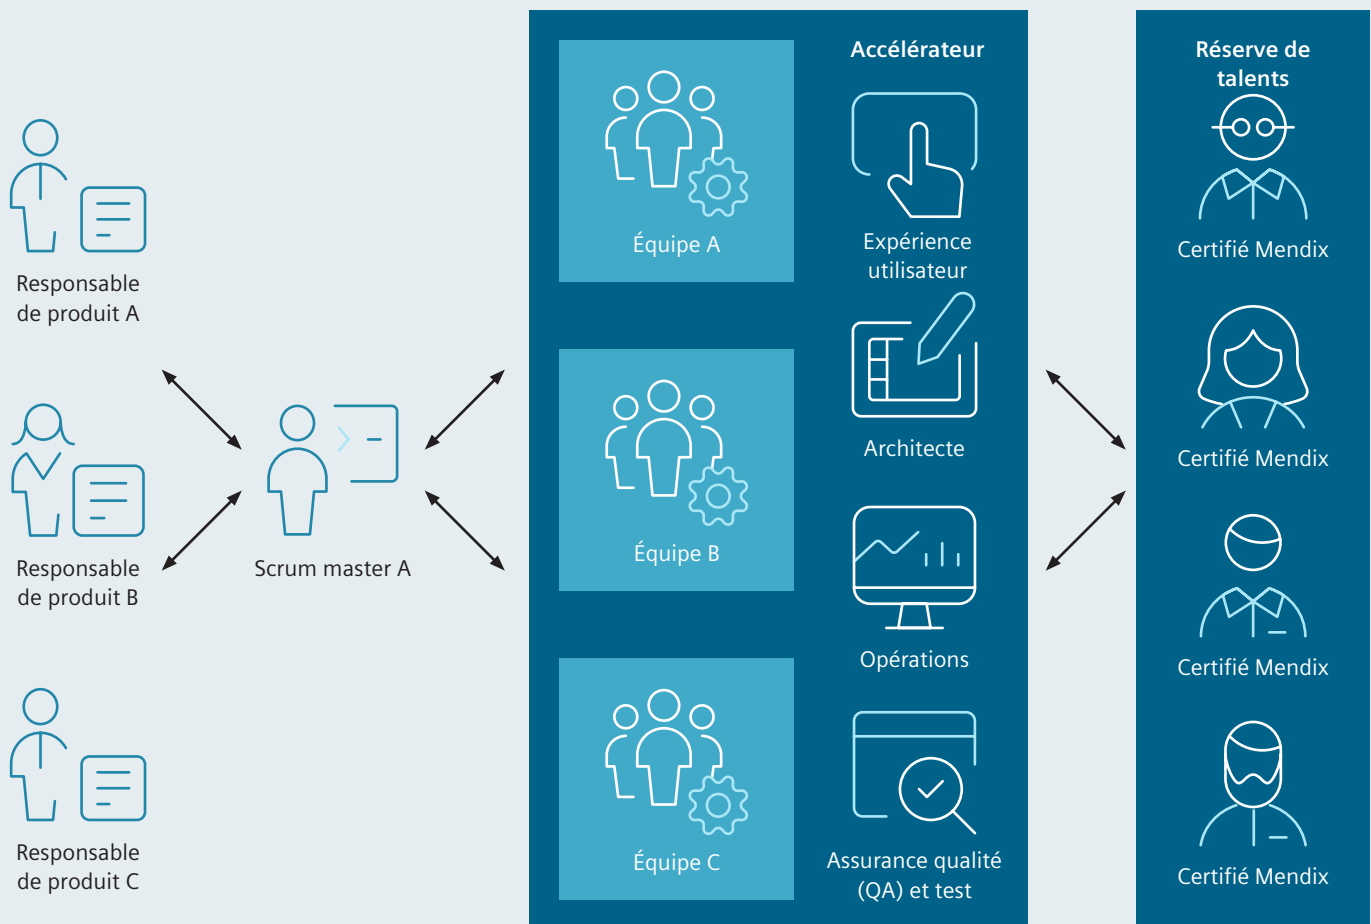 Responsable
de produit A
Responsable
de produit B
Responsable
de produit C
Scrum master A
Équipe A
Équipe B
Équipe C
Accélérateur
Expérience
utilisateur
Architecte
Opérations
Assurance qualité
(QA) et test
Réserve de
talents
Certifié Mendix
Certifié Mendix
Certifié Mendix
Certifié Mendix